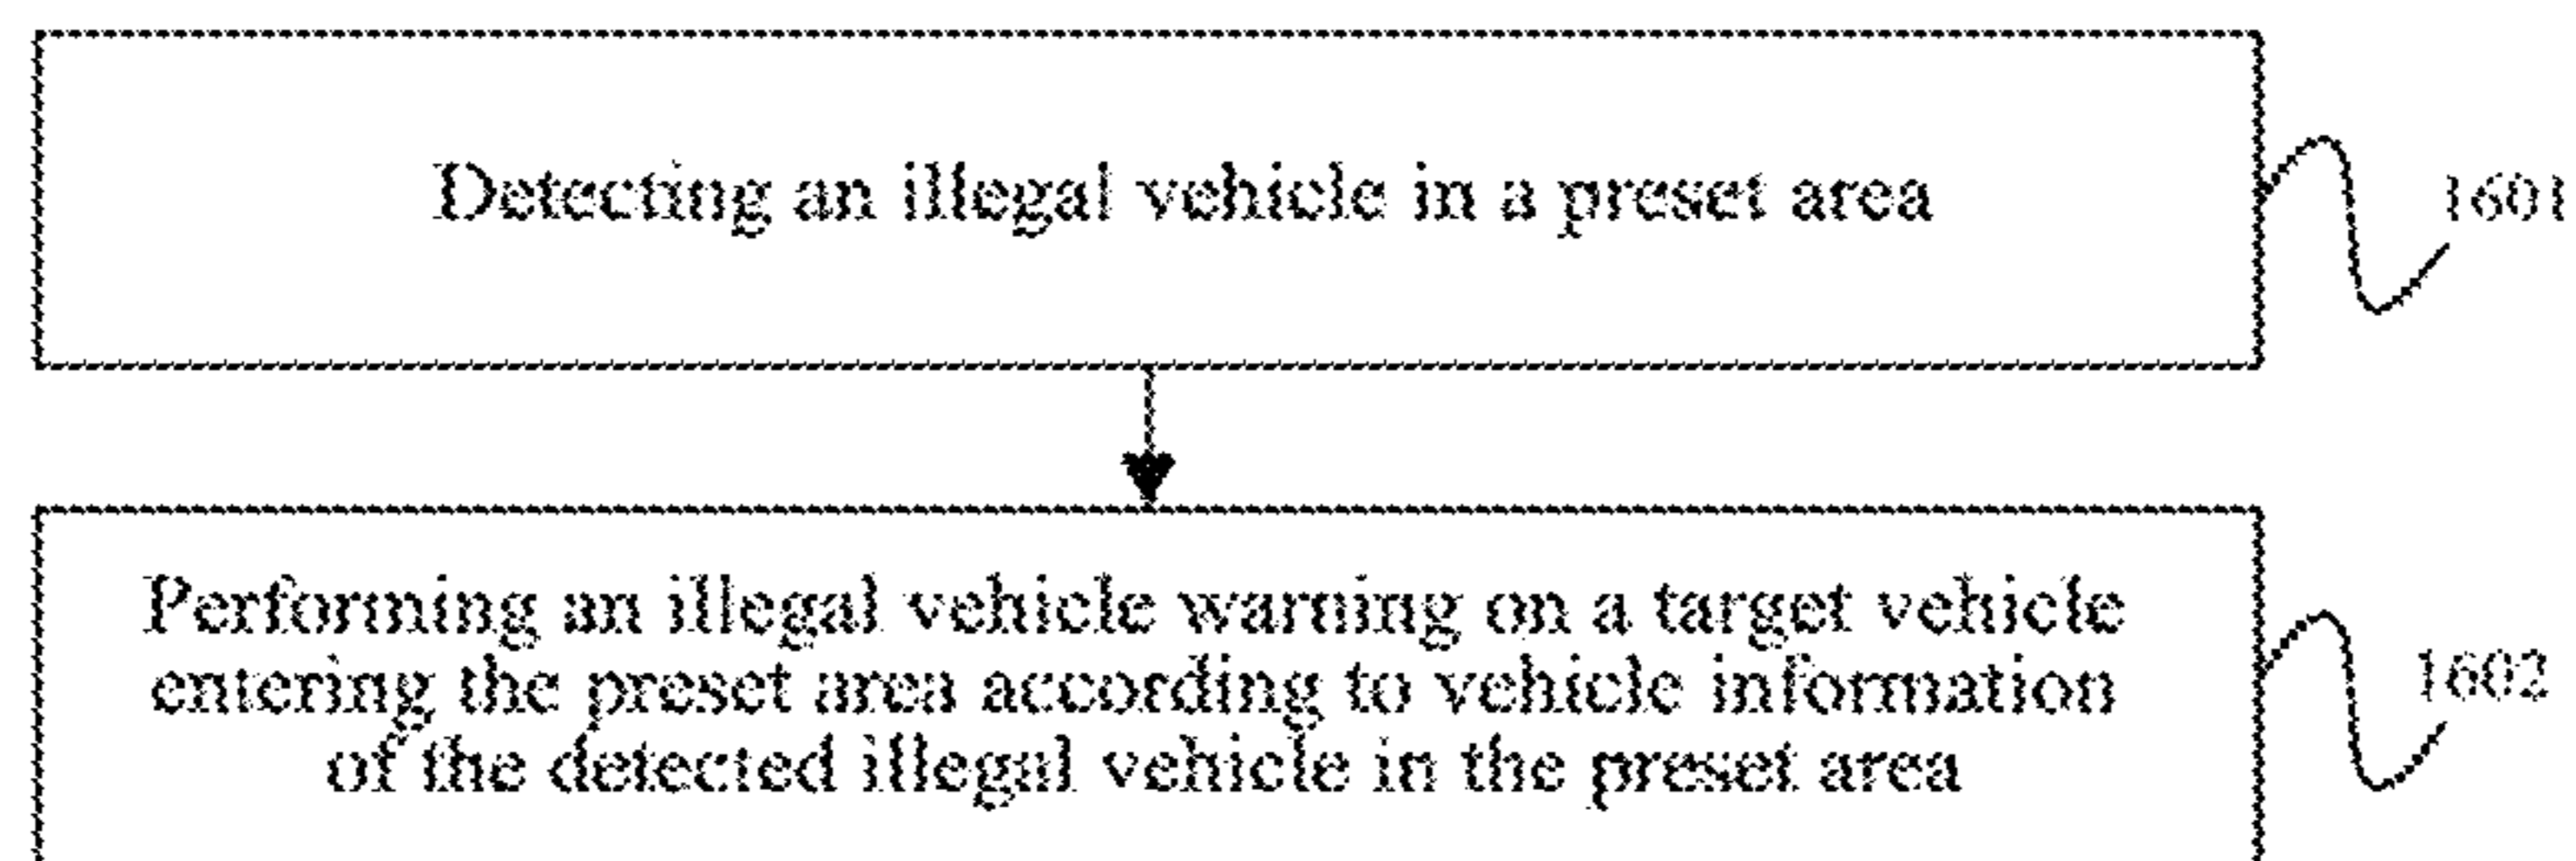 Detecting an illegal vehicle in a preset area
1601
Performing an illegal vehicle warning on a target vehicle
entering the preset area according to vehicle information
of the detected illegal vehicle in the preset area
1602